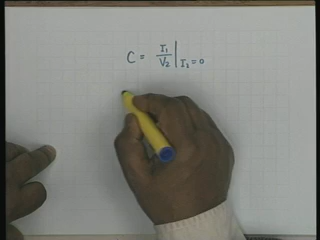 C = I₁/V₂ | I₂ = 0